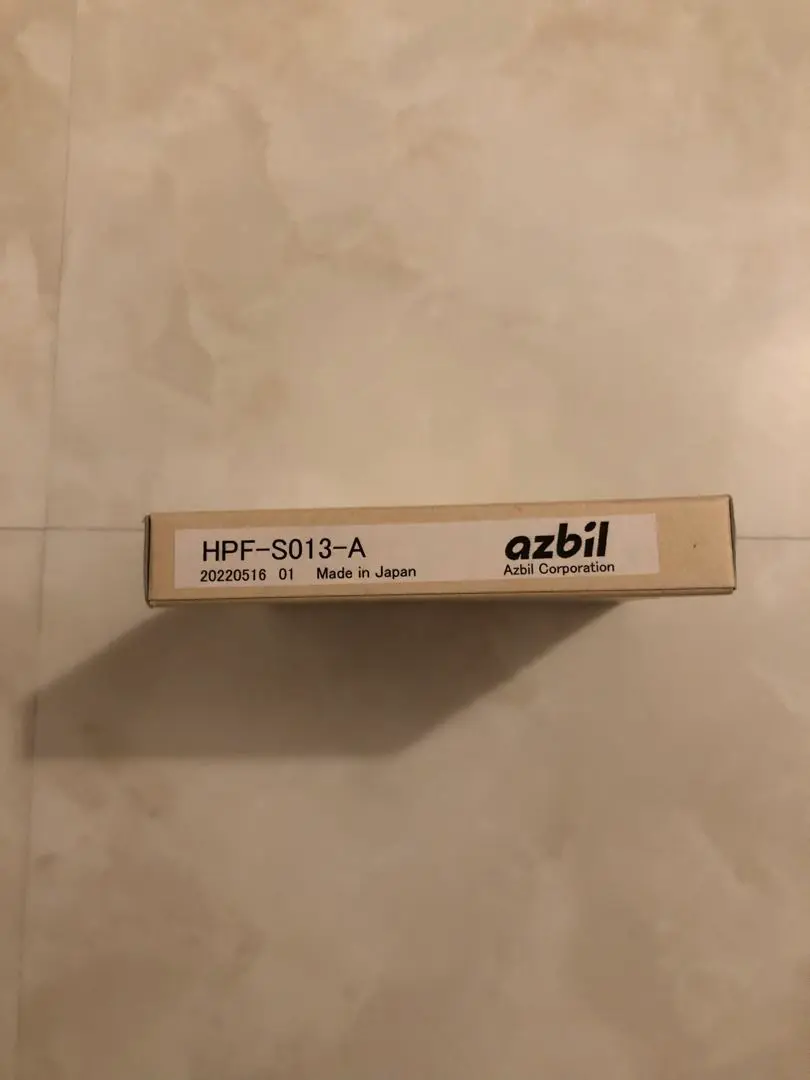 HPF-S013-A
20220516 01 Made in Japan
azbil
Azbil Corporation